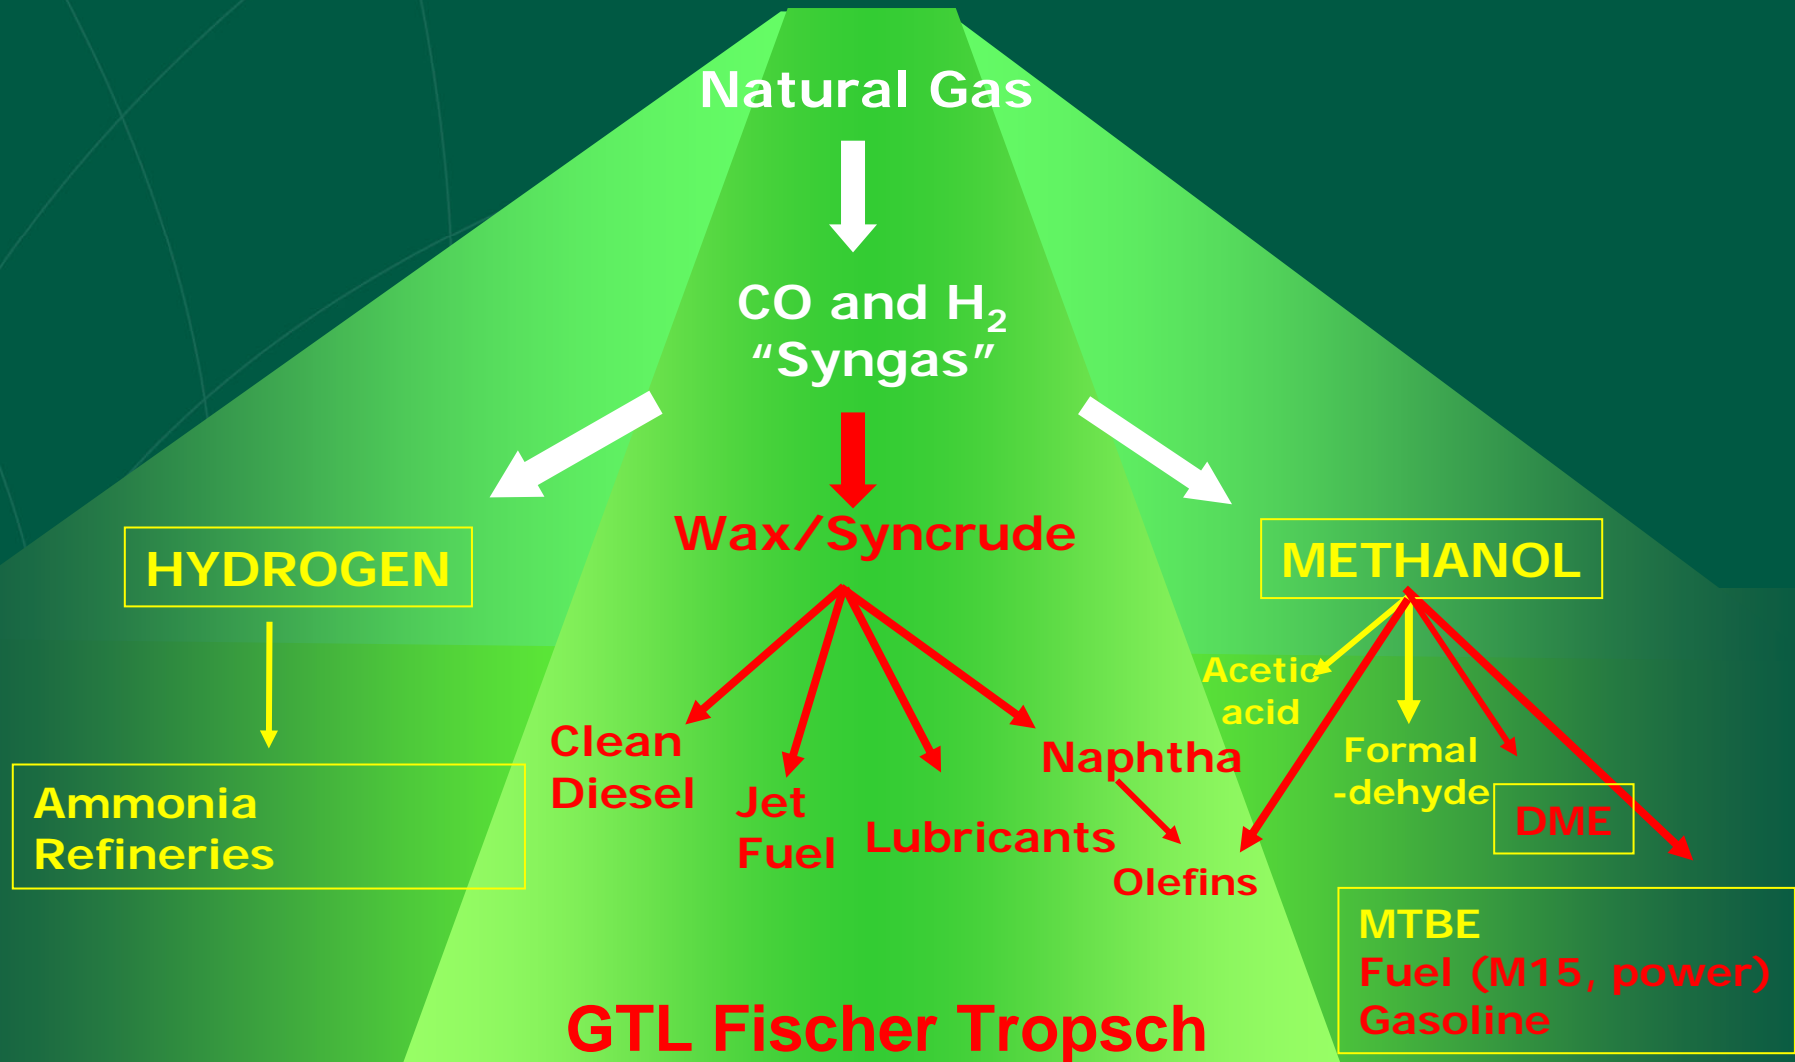 Natural Gas
CO and H₂
“Syngas”
Wax/Syncrude
HYDROGEN
METHANOL
Ammonia
Refineries
Clean
Diesel
Jet
Fuel
Lubricants
Naphtha
Olefins
Acetic
acid
Formal
-dehyde
DME
MTBE
Fuel (M15, power)
Gasoline
GTL Fischer Tropsch